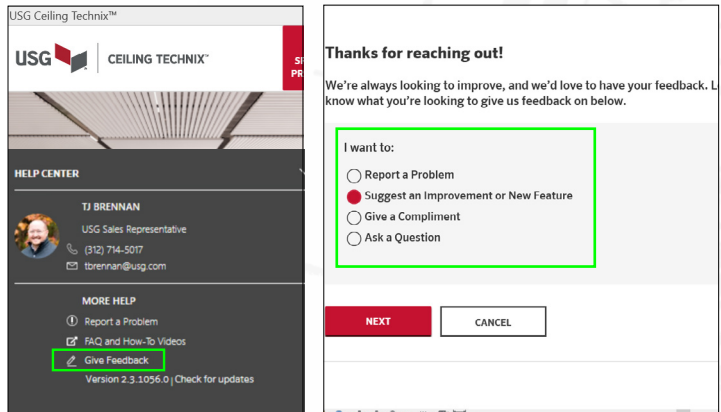 USG Ceiling Technix™
USG
CEILING TECHNIX™
HELP CENTER
TJ BRENNAN
USG Sales Representative
(312) 714-5017
tbrennan@usg.com
MORE HELP
Report a Problem
FAQ and How-To Videos
Give Feedback
Version 2.3.1056.0 | Check for updates
Thanks for reaching out!
We're always looking to improve, and we'd love to have your feedback.
know what you're looking to give us feedback on below.
I want to:
Report a Problem
Suggest an Improvement or New Feature
Give a Compliment
Ask a Question
NEXT
CANCEL